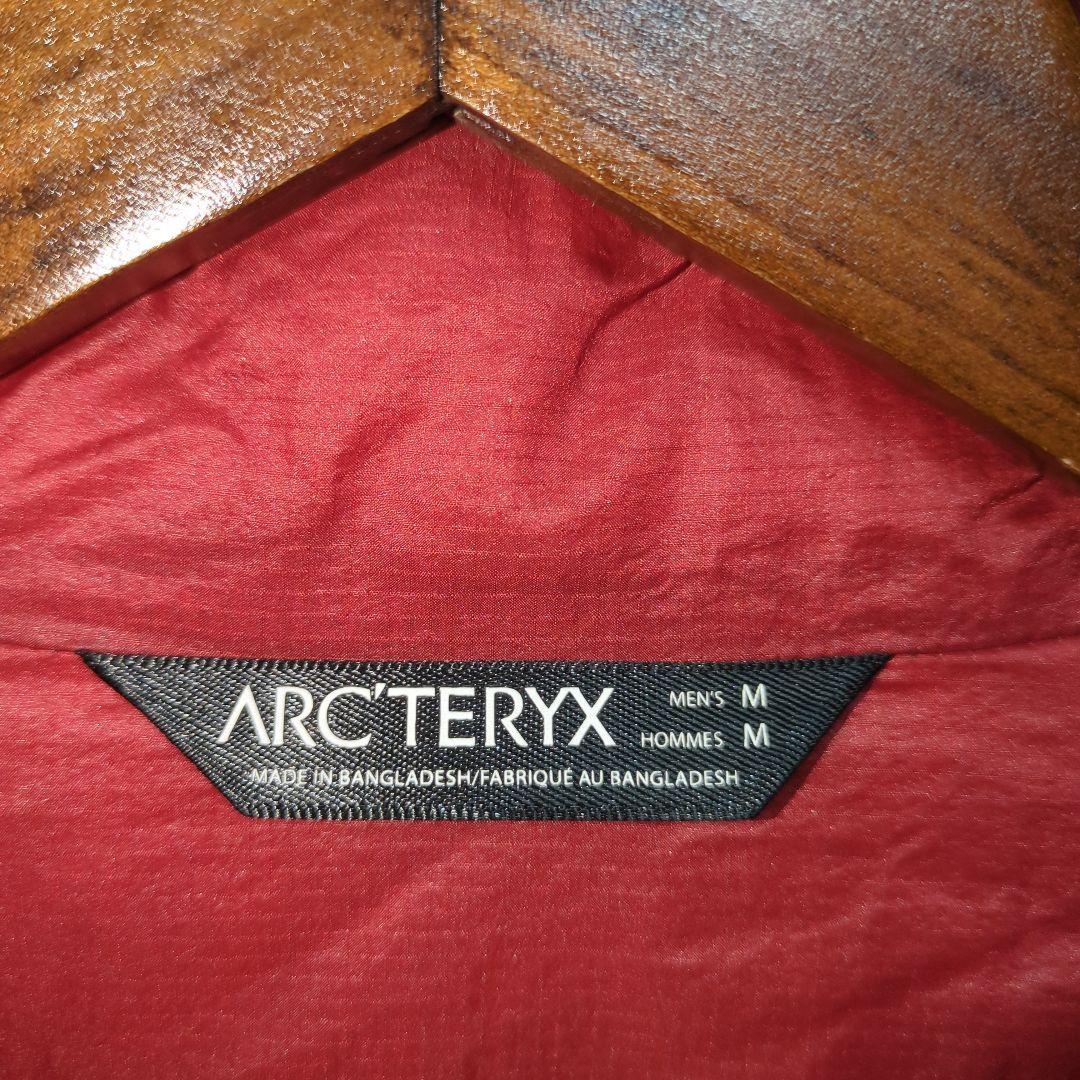 ARC'TERYX MEN'S M
HOMMES M
MADE IN BANGLADESH/FABRIQUÉ AU BANGLADESH